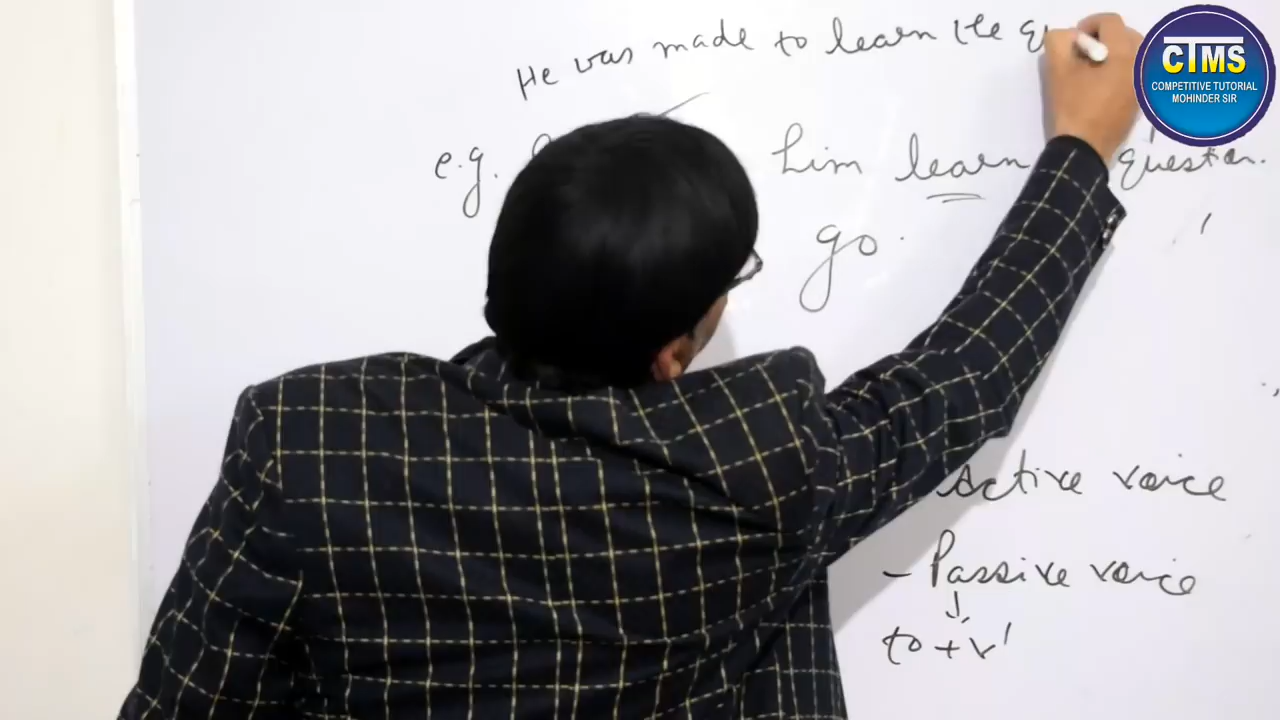 He was made to learn the
e.g. him learn question.
go.
Active voice
- Passive voice
↓
to + v'
CTMS
COMPETITIVE TUTORIAL
MOHINDER SIR